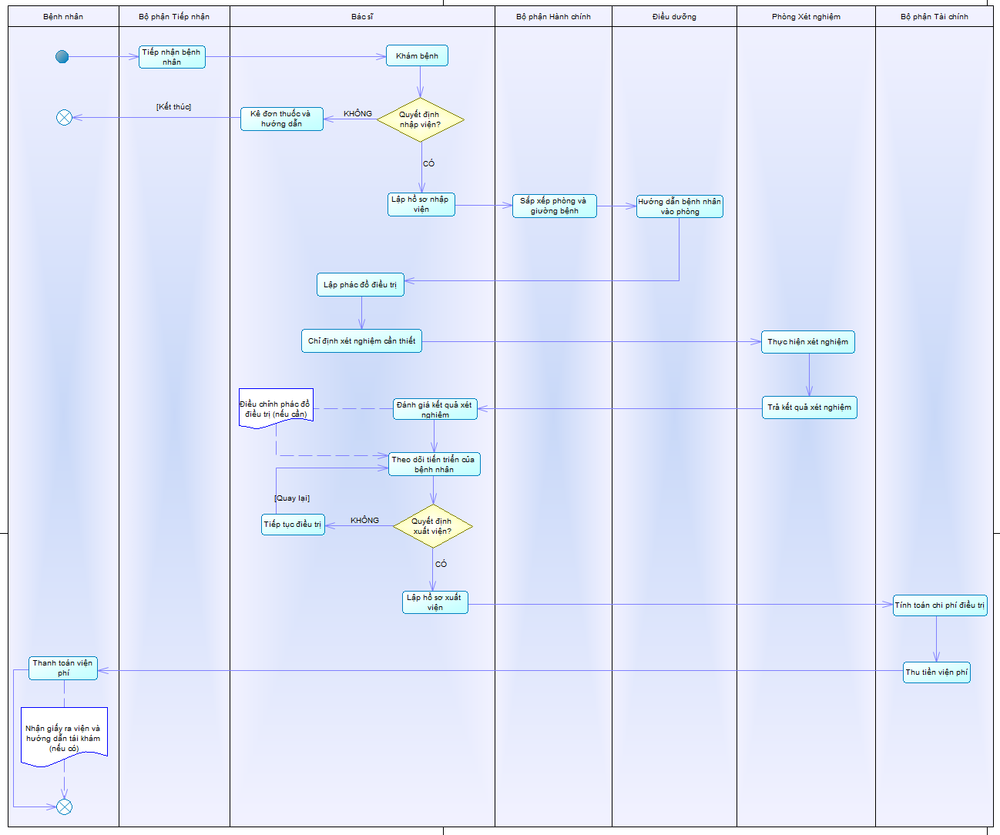 Bệnh nhân
Bộ phận Tiếp nhận
Bác sĩ
Bộ phận Hành chính
Điều dưỡng
Phòng Xét nghiệm
Bộ phận Tài chính
Tiếp nhận bệnh
nhân
Khám bệnh
[Kết thúc]
Kê đơn thuốc và
hướng dẫn
KHÔNG
Quyết định
nhập viện?
CÓ
Lập hồ sơ nhập
viện
Sắp xếp phòng và
giường bệnh
Hướng dẫn bệnh nhân
vào phòng
Lập phác đồ điều trị
Chỉ định xét nghiệm cần thiết
Thực hiện xét nghiệm
Điều chỉnh phác đồ
điều trị (nếu cần)
Đánh giá kết quả xét
nghiệm
Trả kết quả xét nghiệm
Theo dõi tiến triển của
bệnh nhân
[Quay lại]
Tiếp tục điều trị
KHÔNG
Quyết định
xuất viện?
CÓ
Lập hồ sơ xuất
viện
Tính toán chi phí điều trị
Thanh toán viện
phí
Thu tiền viện phí
Nhận giấy ra viện và
hướng dẫn tái khám
(nếu có)